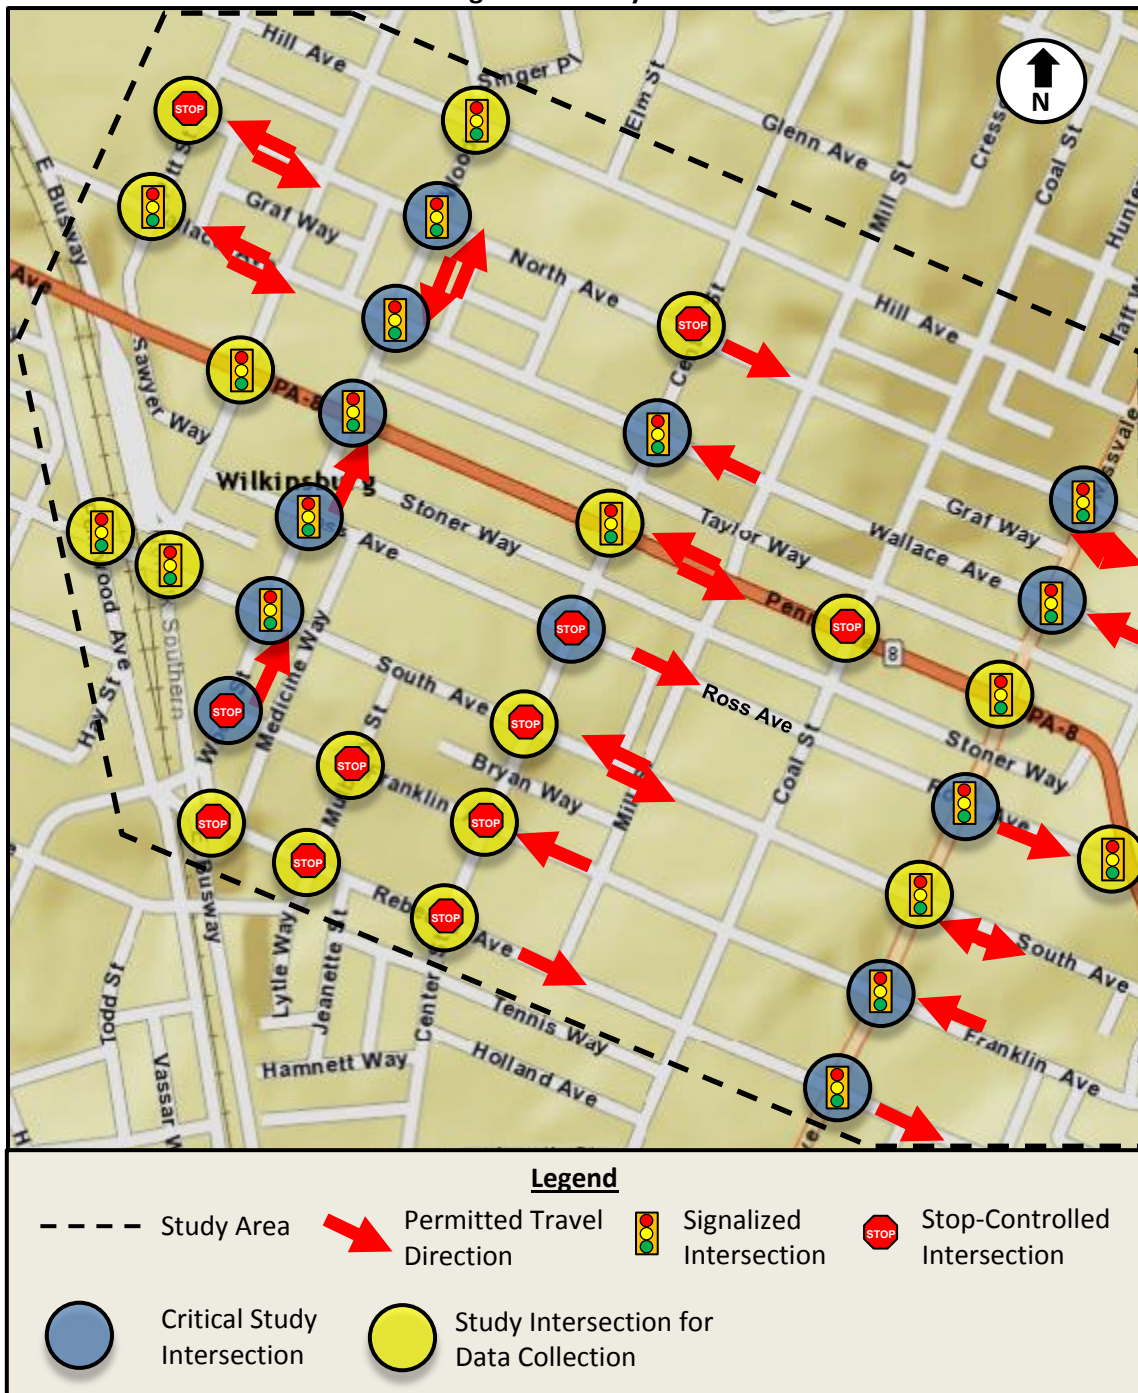 Hill Ave
Singer Pl
Elm St
Glenn Ave
N
Coal St
Mill St
STOP
E Busway
Graf Way
North Ave
Hill Ave
Ave
Sawyer Way
PA-8
STOP
Wilkinsburg
Stoner Way
Taylor Way
Graf Way
Wallace Ave
Penn
STOP
8
Southern
STOP
South Ave
Ross Ave
PA-8
Stoner Way
Hay St
Medicine Way
STOP
STOP
STOP
Bryan Way
Coal St
Franklin
STOP
STOP
STOP
STOP
Ave
South Ave
Busway
Lytle Way
Jeanette St
Center
Tennis Way
Todd St
Hamnett Way
Holland Ave
Franklin Ave
Vassar W
Legend
Study Area
Permitted Travel
Direction
Signalized
Intersection
STOP
Stop-Controlled
Intersection
Critical Study
Intersection
Study Intersection for
Data Collection